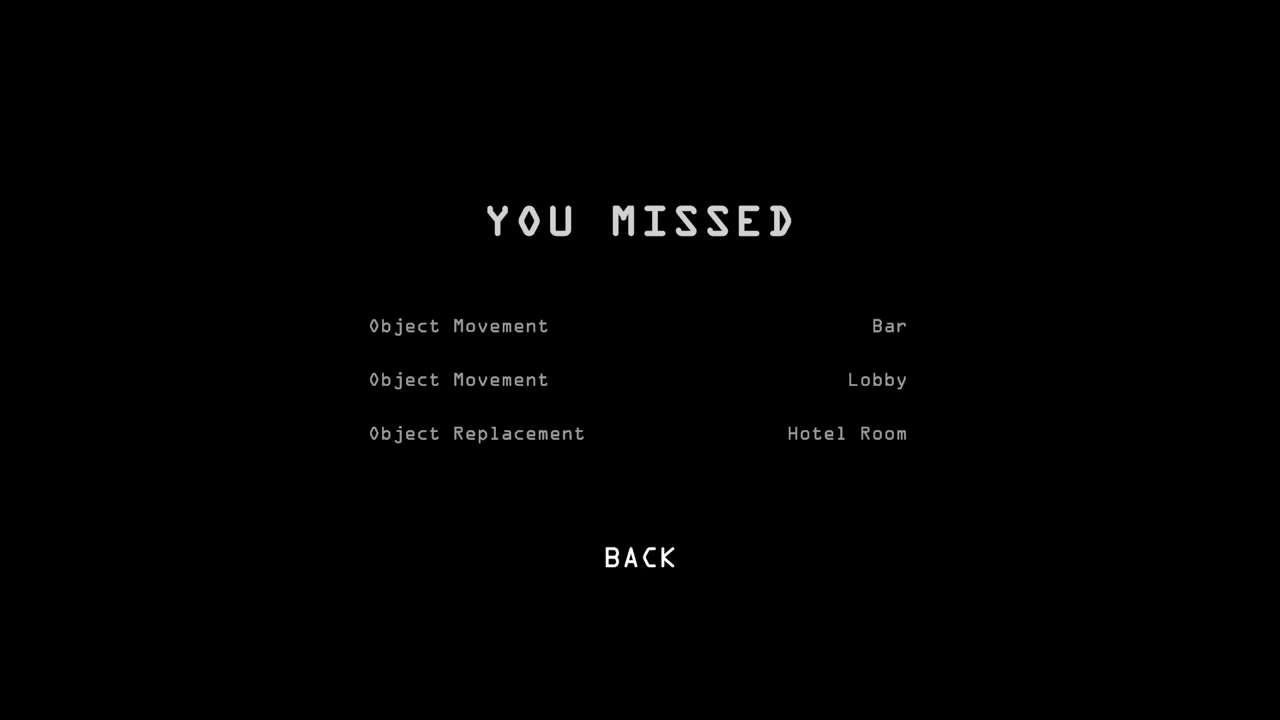 YOU MISSED
Object Movement Bar
Object Movement Lobby
Object Replacement Hotel Room
BACK